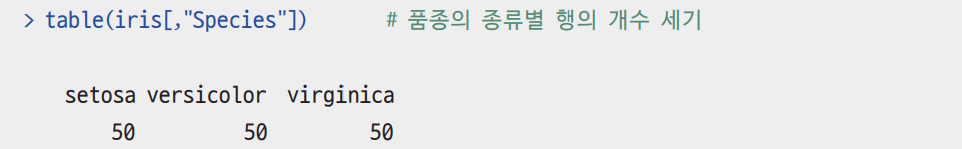 > table(iris[,"Species"]) # 품종의 종류별 행의 개수 세기
setosa versicolor virginica
50 50 50